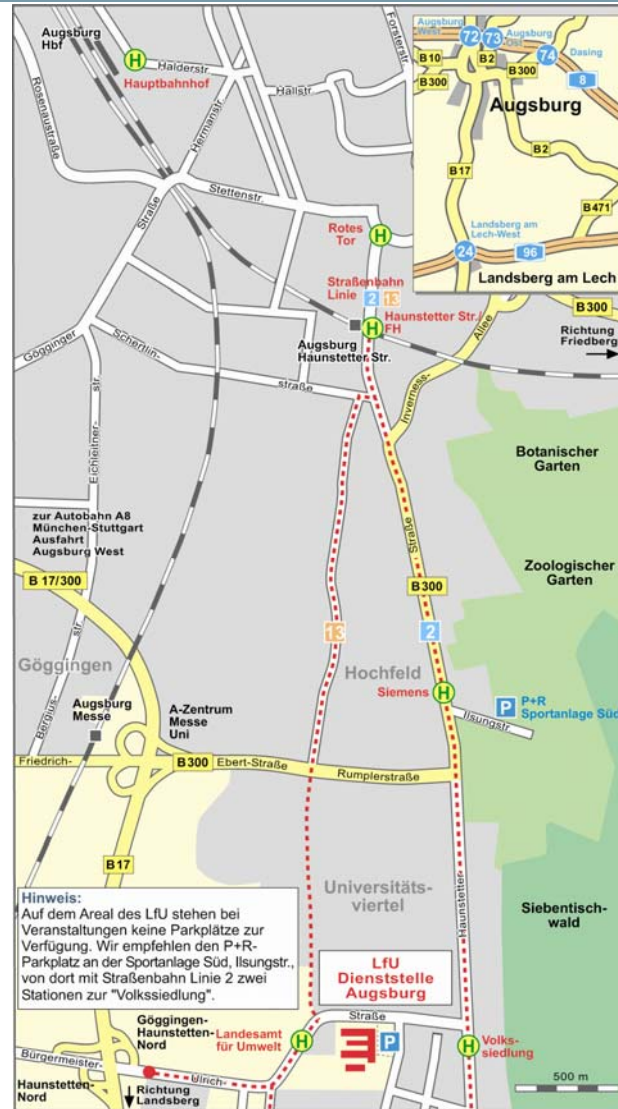 Augsburg
Hbf
H
Hauptbahnhof
Halderstr.
Hallstr.
Forsterstr.
Rosenaustraße
Hermanstr.
Stettenstr.
Straße
Gögginger
Rotes
Tor
H
Straßenbahn
Linie
2 13
Haunstetter Str./
FH
H
Augsburg
Haunstetter Str.
Allee
Inverness-
Schertlin-
straße
Eichleitner-
str.
Augsburg
West
72
73
Augsburg
Ost
74
Dasing
B10
B2
B300
B300
8
Augsburg
B2
B17
B471
Landsberg am
Lech-West
24
96
Landsberg am Lech
B300
Richtung
Friedberg
Botanischer
Garten
Zoologischer
Garten
zur Autobahn A8
München-Stuttgart
Ausfahrt
Augsburg West
B 17/300
Straße
B300
13
2
Göggingen
Hochfeld
Siemens
H
Ilsungstr.
P
P+R
Sportanlage Süd
str.
Bergius-
Augsburg
Messe
A-Zentrum
Messe
Uni
Friedrich-
B300
Ebert-Straße
Rumplerstraße
B17
Haunstetter
Universitäts-
viertel
Siebentisch-
wald
Hinweis:
Auf dem Areal des LfU stehen bei
Veranstaltungen keine Parkplätze zur
Verfügung. Wir empfehlen den P+R-
Parkplatz an der Sportanlage Süd, Ilsungstr.,
von dort mit Straßenbahn Linie 2 zwei
Stationen zur "Volkssiedlung".
LfU
Dienststelle
Augsburg
Straße
Göggingen-
Haunstetten-
Nord
Landesamt
für Umwelt
H
P
H
Volks-
siedlung
Bürgermeister-
Ulrich-
Haunstetten-
Nord
Richtung
Landsberg
500 m